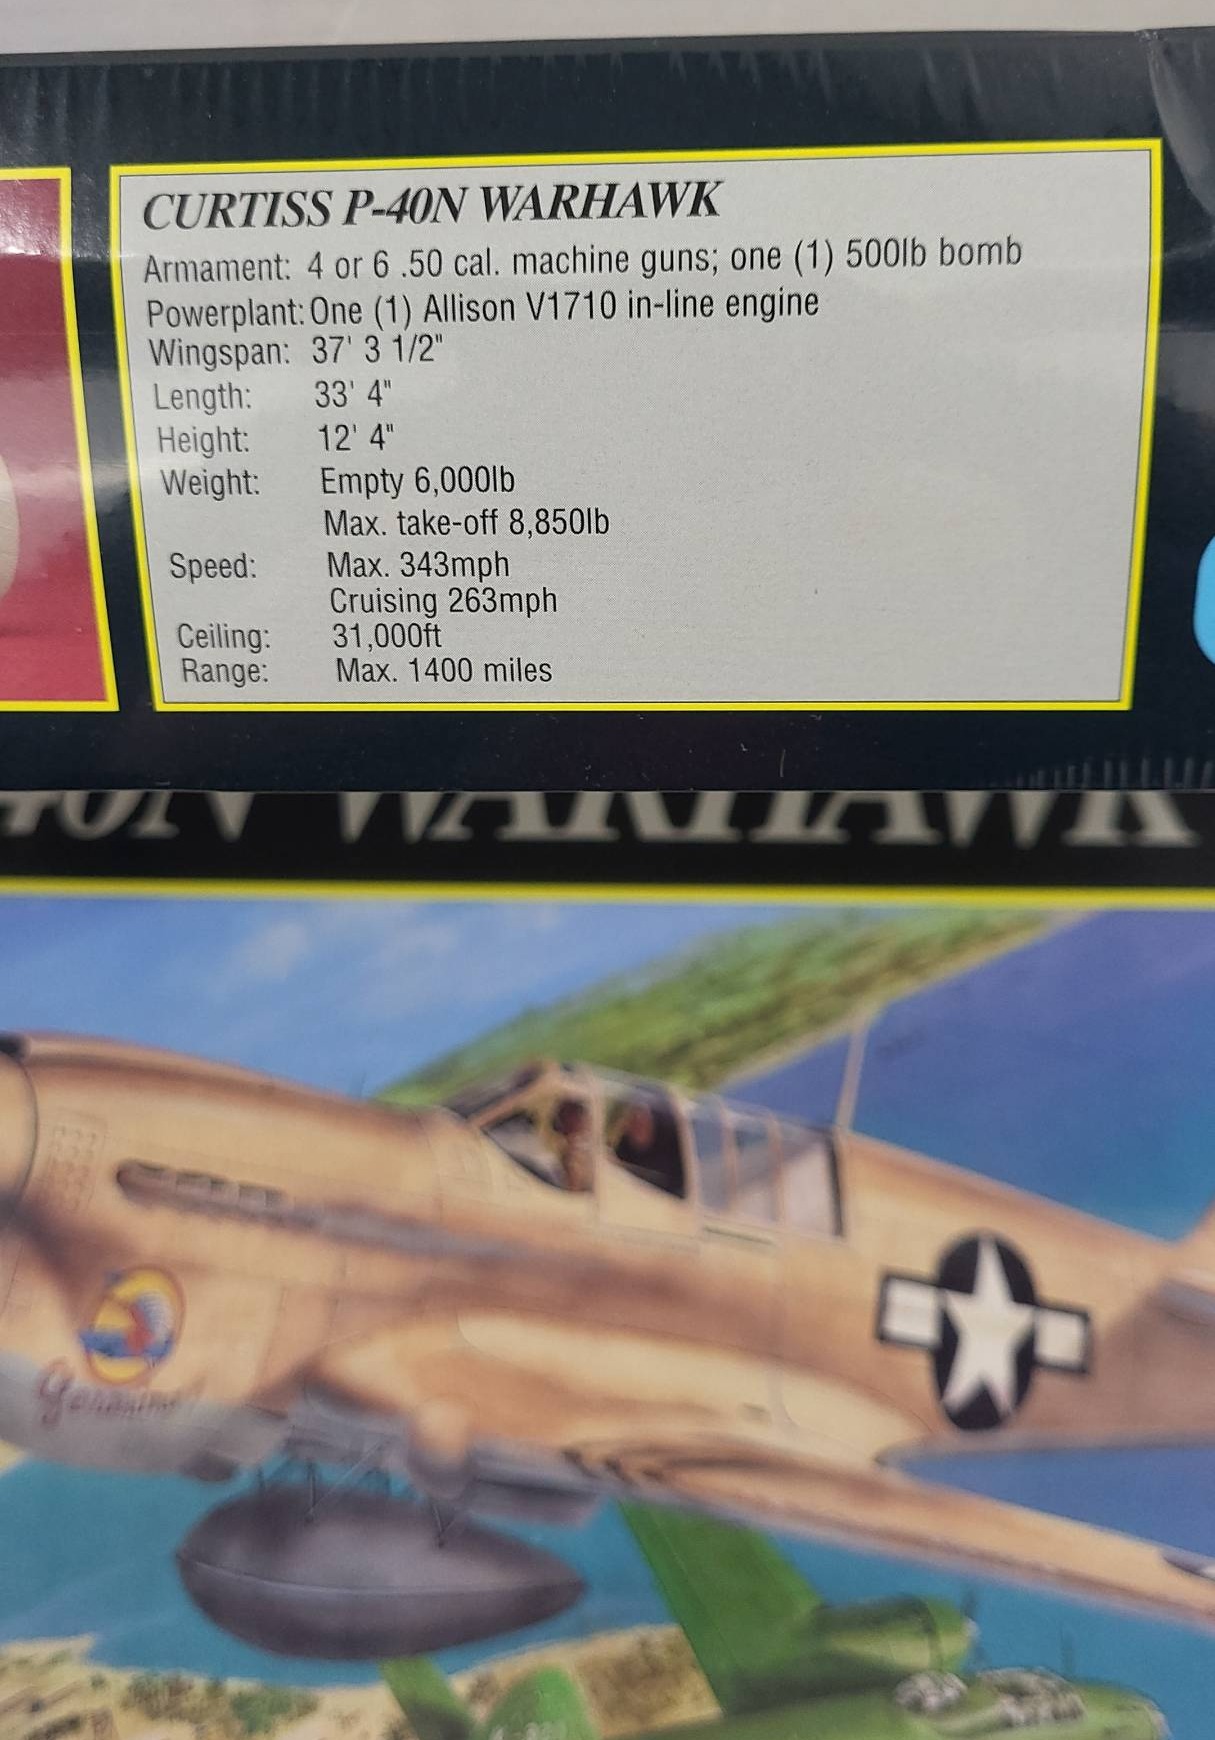 CURTISS P-40N WARHAWK
Armament: 4 or 6 .50 cal. machine guns; one (1) 500lb bomb
Powerplant: One (1) Allison V1710 in-line engine
Wingspan: 37' 3 1/2"
Length: 33' 4"
Height: 12' 4"
Weight: Empty 6,000lb
Max. take-off 8,850lb
Speed: Max. 343mph
Cruising 263mph
Ceiling: 31,000ft
Range: Max. 1400 miles
40N WARHAWK